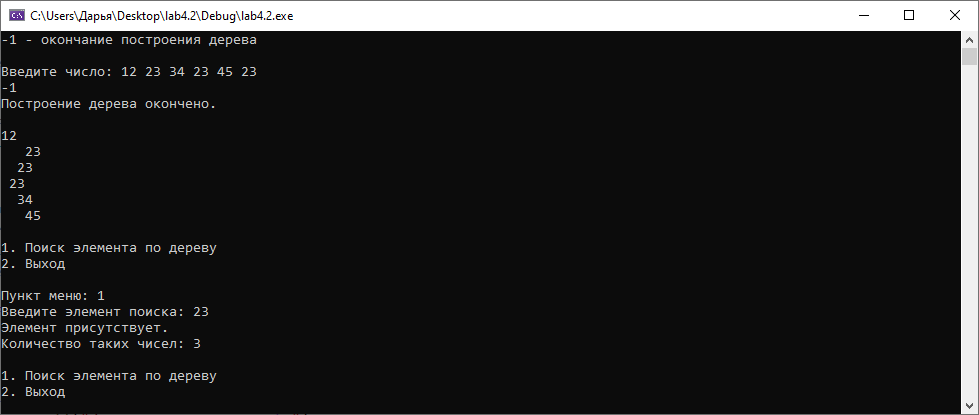 C:\Users\Дарья\Desktop\lab4.2\Debug\lab4.2.exe
-1 - окончание построения дерева
Введите число: 12 23 34 23 45 23
-1
Построение дерева окончено.
12
23
23
23
34
45
1. Поиск элемента по дереву
2. Выход
Пункт меню: 1
Введите элемент поиска: 23
Элемент присутствует.
Количество таких чисел: 3
1. Поиск элемента по дереву
2. Выход